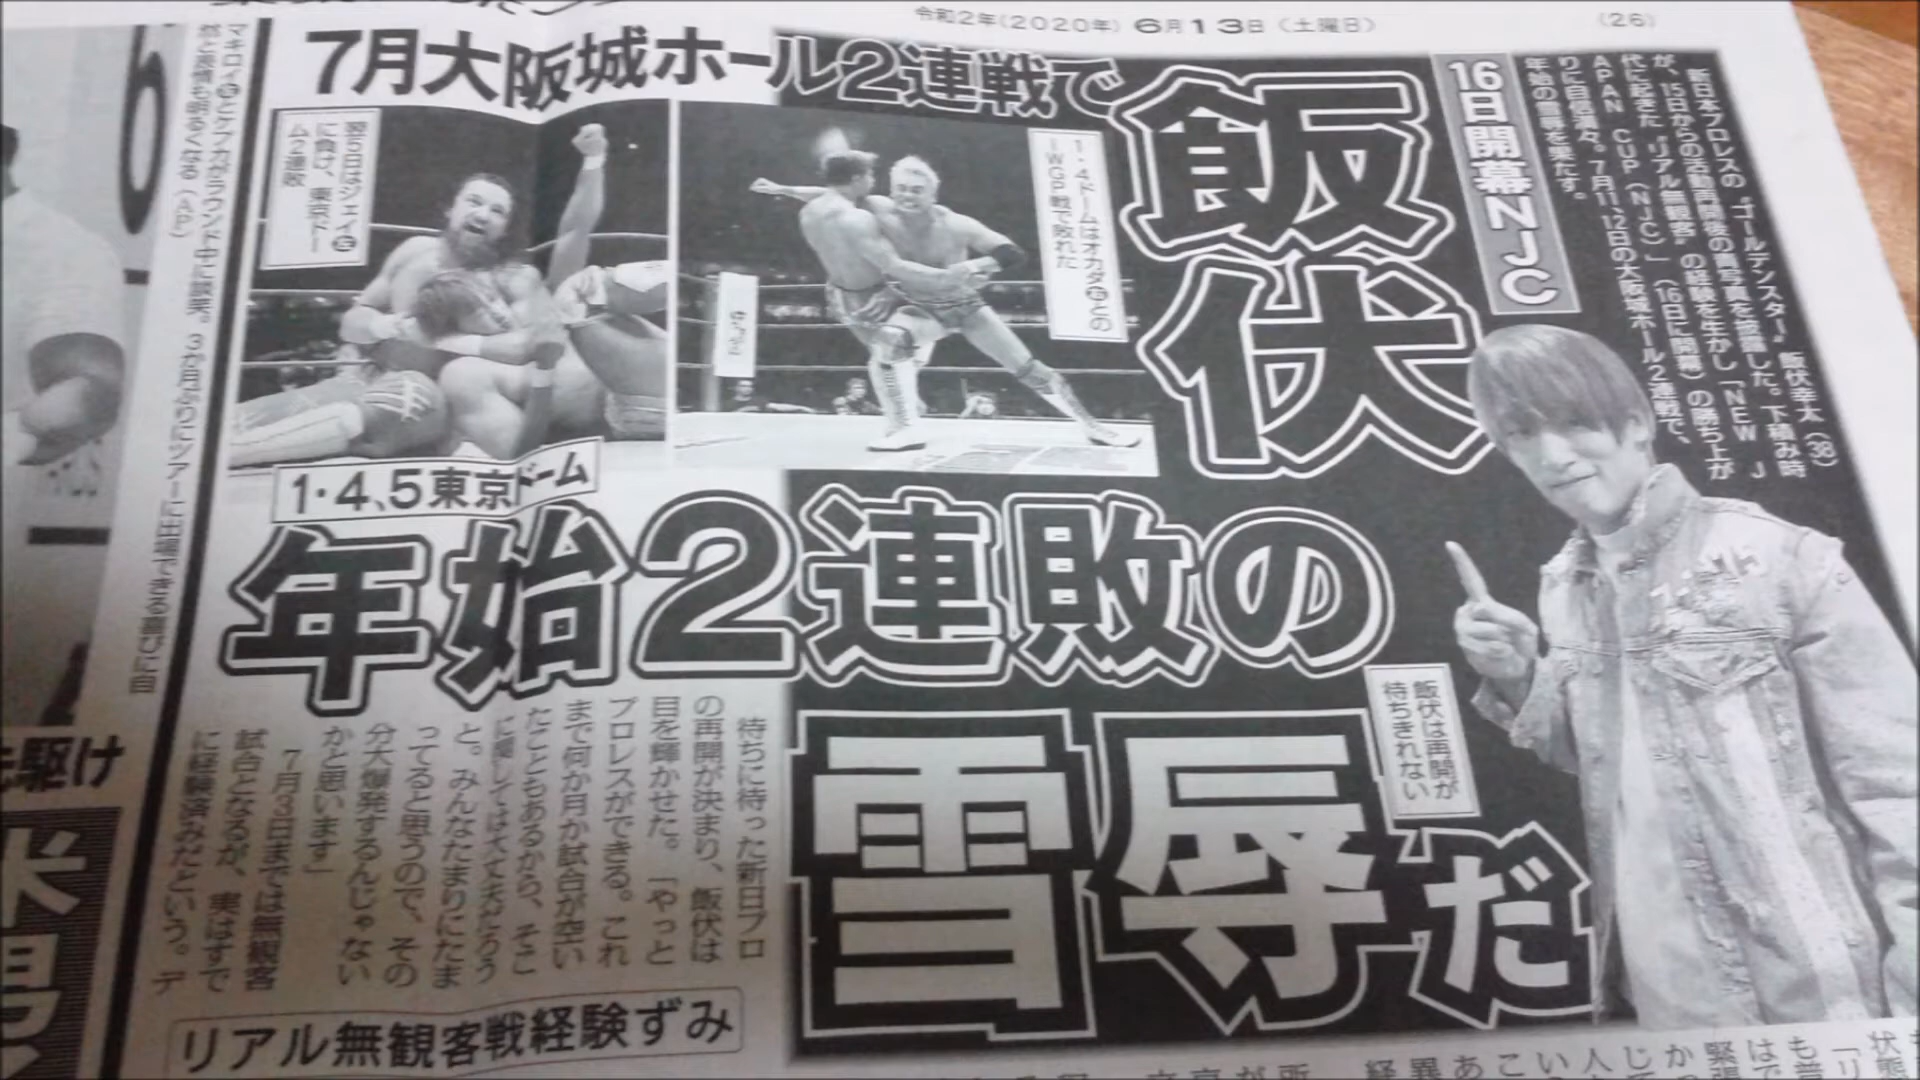 令和2年(2020年) 6月13日 (土曜日)
(26)
7月大阪城ホール2連戦で
飯伏
年始2連敗の
雪辱だ
16日開幕NJC
新日本プロレスの〝ゴールデンスター〟飯伏幸太(38)
が、15日からの活動再開後の青写真を披露した。下積み時
代に起きた〝リアル無観客〟の経験を生かし「NEW J
APAN CUP(NJC)」(16日に開幕)の勝ち上が
りに自信満々。7月11、12日の大阪城ホール2連戦で、
年始の雪辱を果たす。
1・4ドームはオカダ㊨との
IWGP戦で敗れた
翌5日はジェイ㊧
に負け、東京ドー
ム2連敗
1・4、5東京ドーム
飯伏は再開が
待ちきれない
待ちに待った新日プロ
の再開が決まり、飯伏は
目を輝かせた。「やっと
プロレスができる。これ
まで何か月か試合が空い
たこともあるから、そこ
に関しては大丈夫だろう
と。みんなたまりにたま
ってると思うので、その
分大爆発するんじゃない
かと思います」
7月3日までは無観客
試合となるが、実はすで
に経験済みだという。デ
リアル無観客戦経験ずみ
マキロイ㊨とケプカがラウンド中に談笑。3か月ぶりにツアーに出場できる喜びに自
然と表情も明るくなる(AP)
先駆け